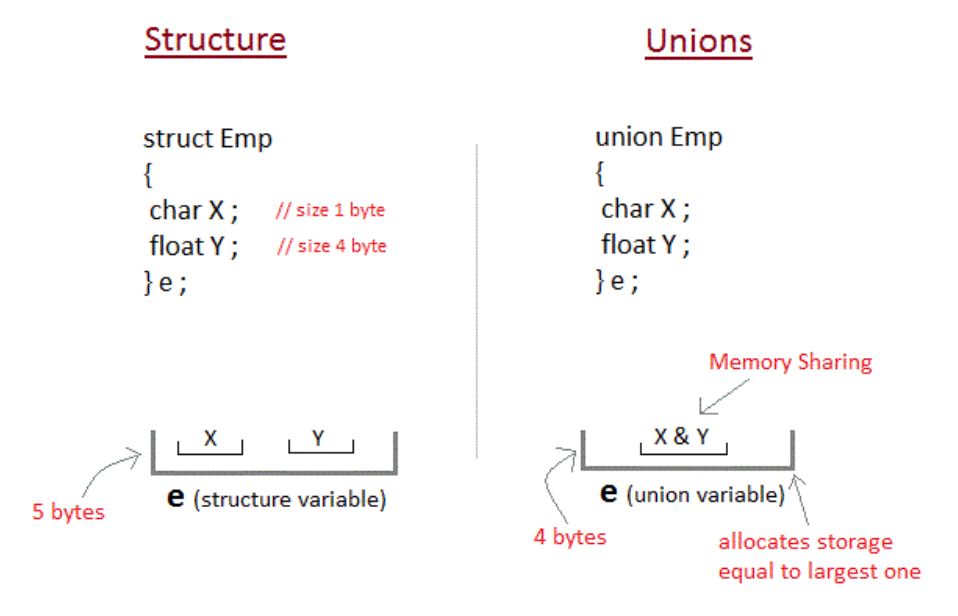 Structure
struct Emp
{
char X ; // size 1 byte
float Y ; // size 4 byte
} e ;
X Y
e (structure variable)
5 bytes
Unions
union Emp
{
char X ;
float Y ;
} e ;
Memory Sharing
X & Y
e (union variable)
4 bytes
allocates storage
equal to largest one